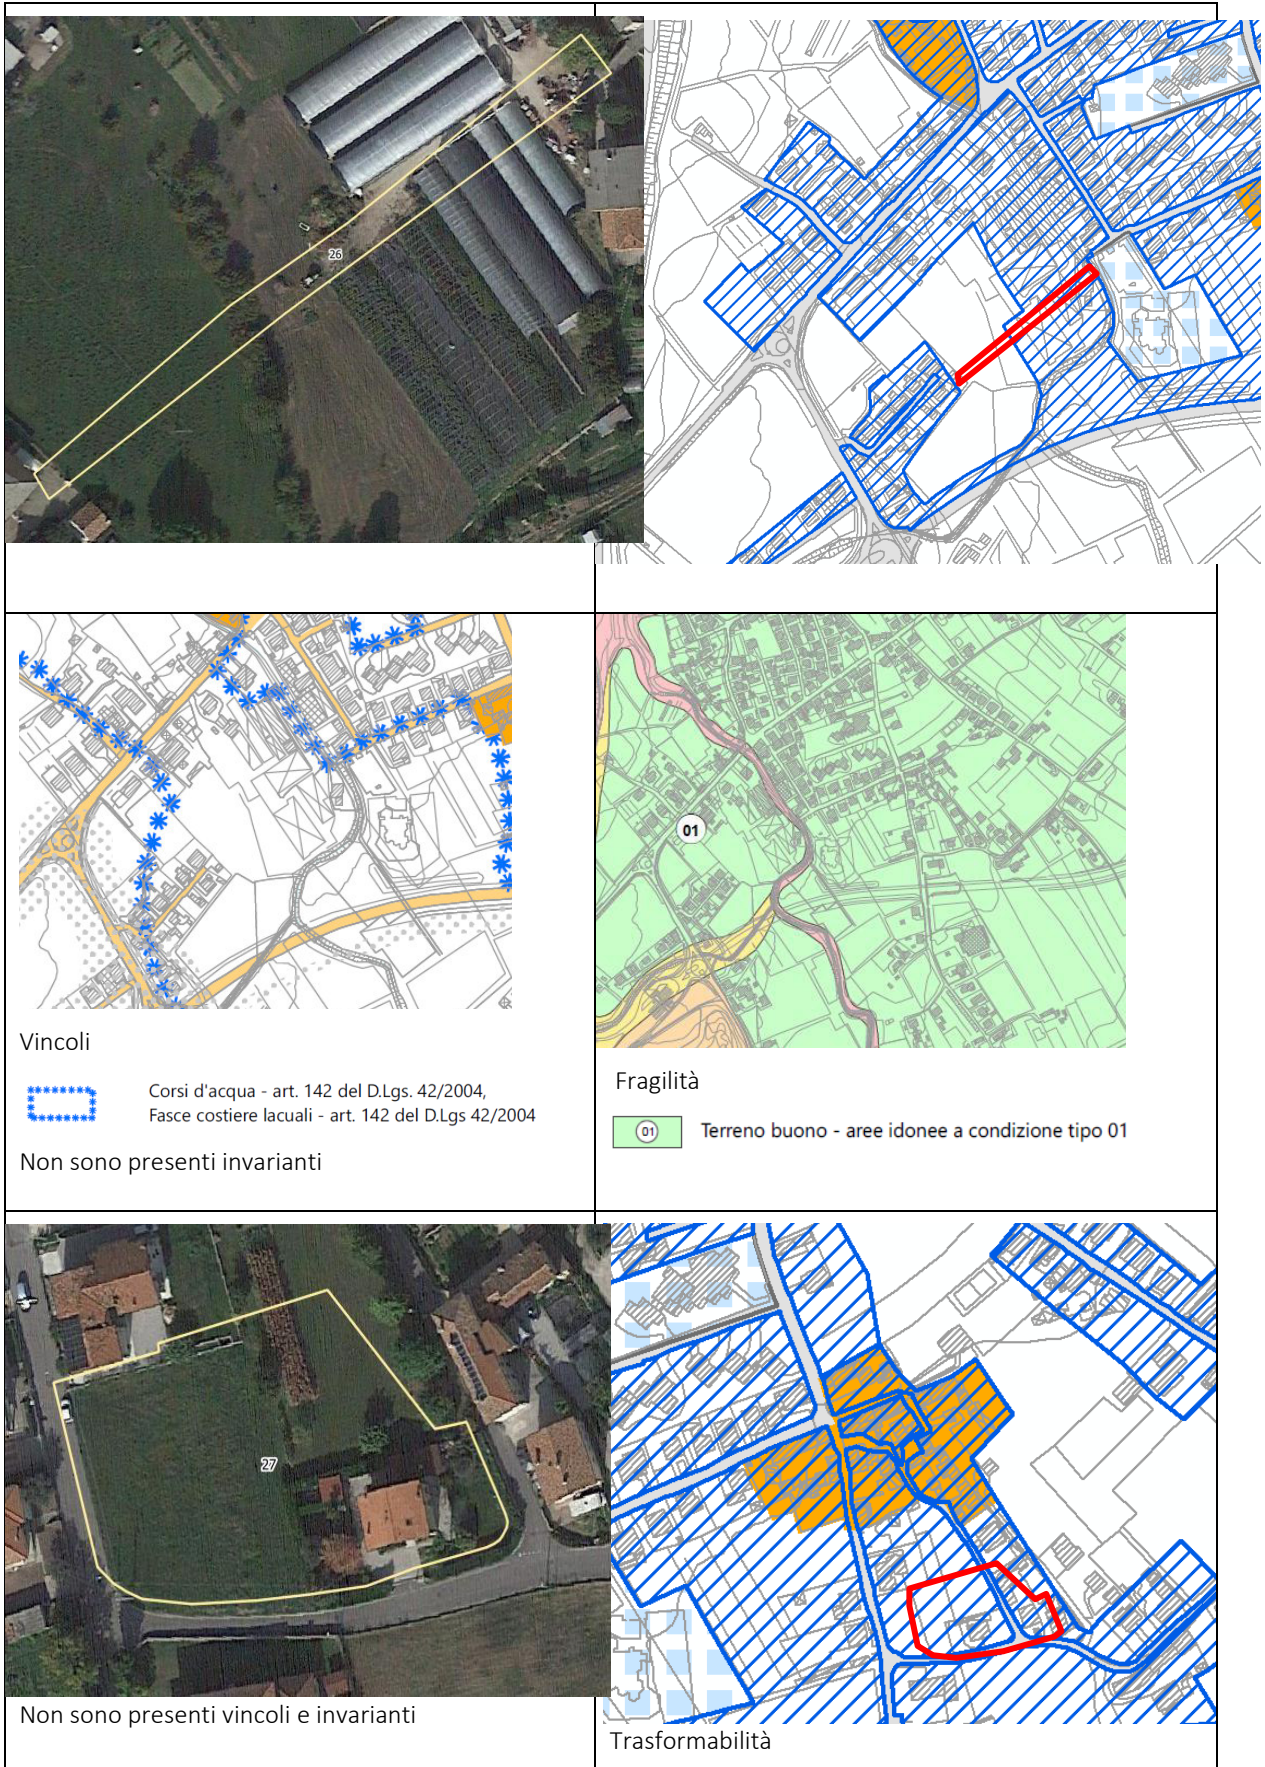 26
01
Vincoli
Corsi d'acqua - art. 142 del D.Lgs. 42/2004,
Fasce costiere lacuali - art. 142 del D.Lgs 42/2004
Non sono presenti invarianti
Fragilità
01
Terreno buono - aree idonee a condizione tipo 01
27
Non sono presenti vincoli e invarianti
Trasformabilità